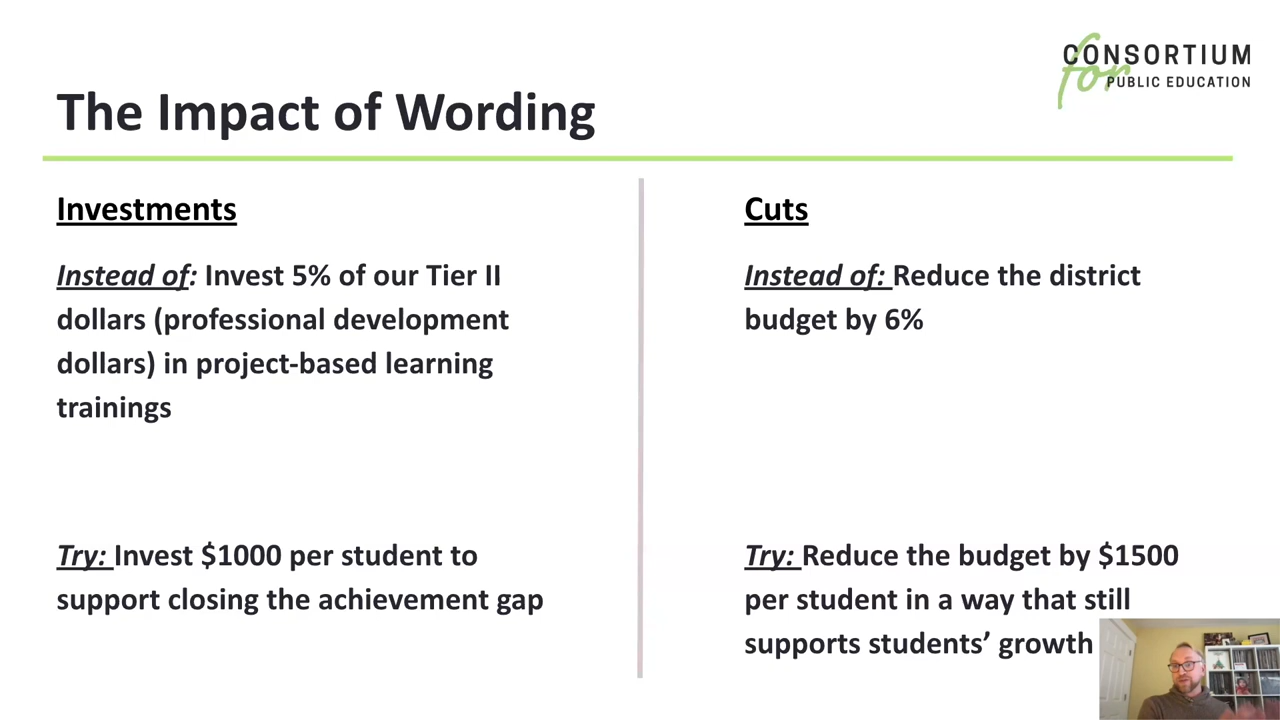 CONSORTIUM
for PUBLIC EDUCATION
The Impact of Wording
Investments
Instead of: Invest 5% of our Tier II
dollars (professional development
dollars) in project-based learning
trainings
Try: Invest $1000 per student to
support closing the achievement gap
Cuts
Instead of: Reduce the district
budget by 6%
Try: Reduce the budget by $1500
per student in a way that still
supports students’ growth